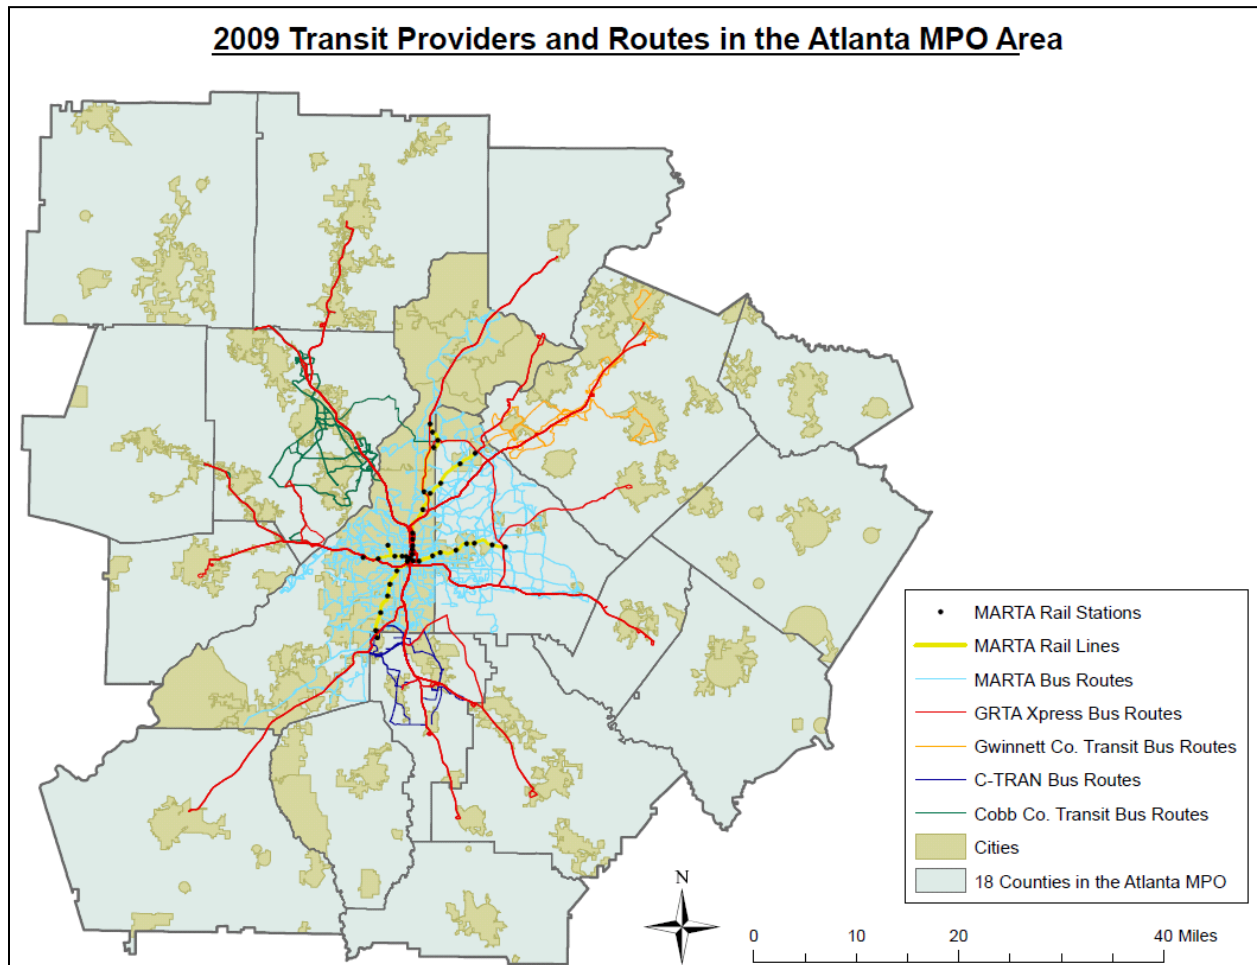 2009 Transit Providers and Routes in the Atlanta MPO Area
MARTA Rail Stations
MARTA Rail Lines
MARTA Bus Routes
GRTA Xpress Bus Routes
Gwinnett Co. Transit Bus Routes
C-TRAN Bus Routes
Cobb Co. Transit Bus Routes
Cities
18 Counties in the Atlanta MPO
N
0 10 20 40 Miles